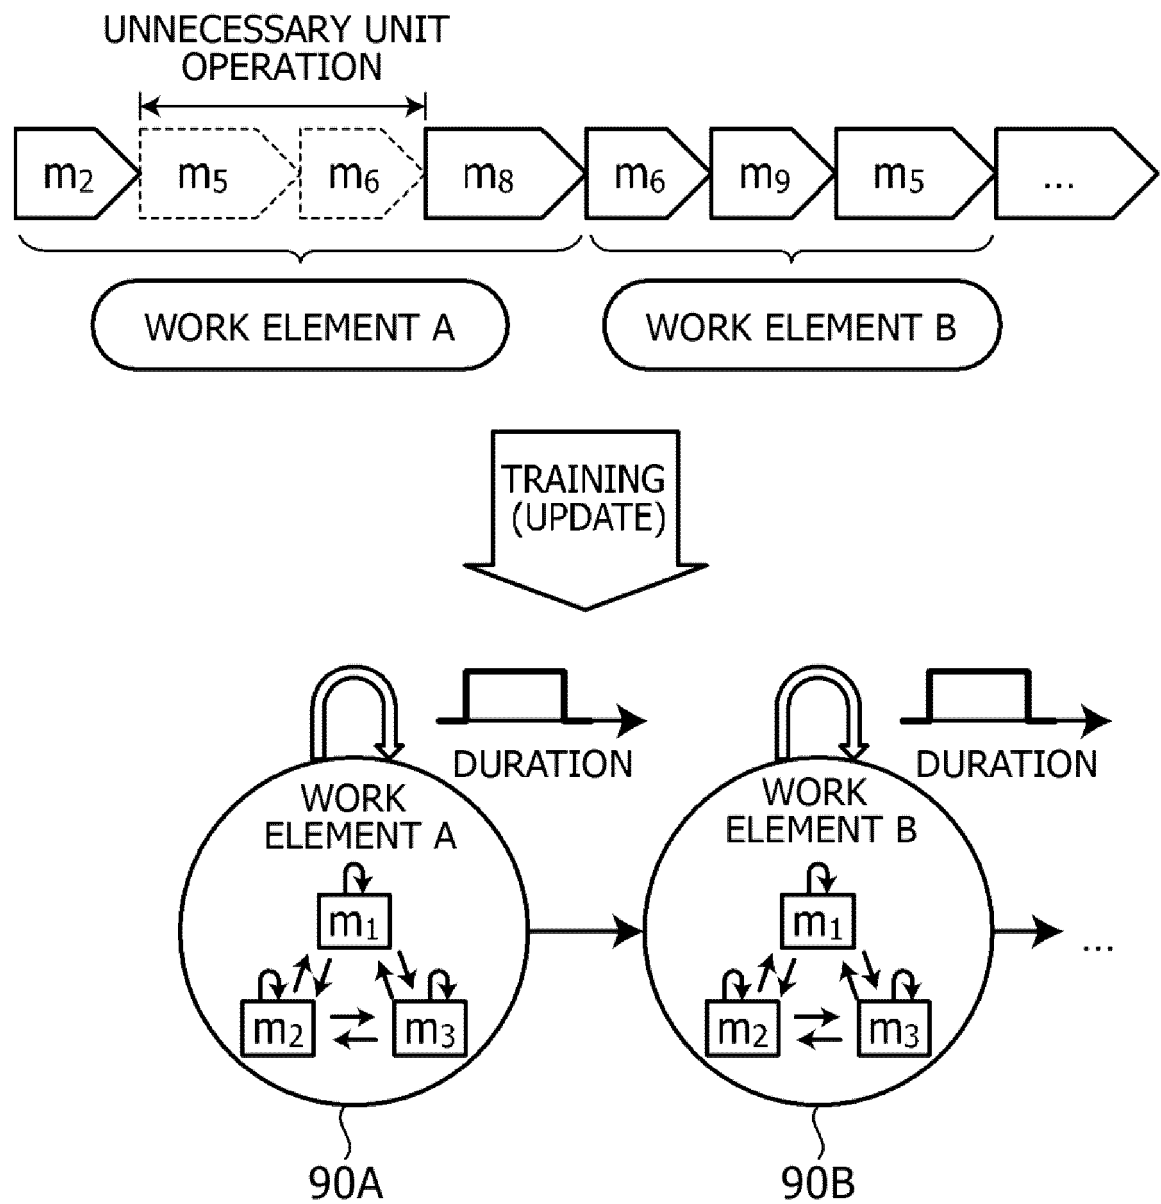 UNNECESSARY UNIT
OPERATION
m2 m5 m6 m8 m6 m9 m5 ...
WORK ELEMENT A WORK ELEMENT B
TRAINING
(UPDATE)
DURATION DURATION
WORK
ELEMENT A
m1
m2 m3
WORK
ELEMENT B
m1
m2 m3
...
90A 90B